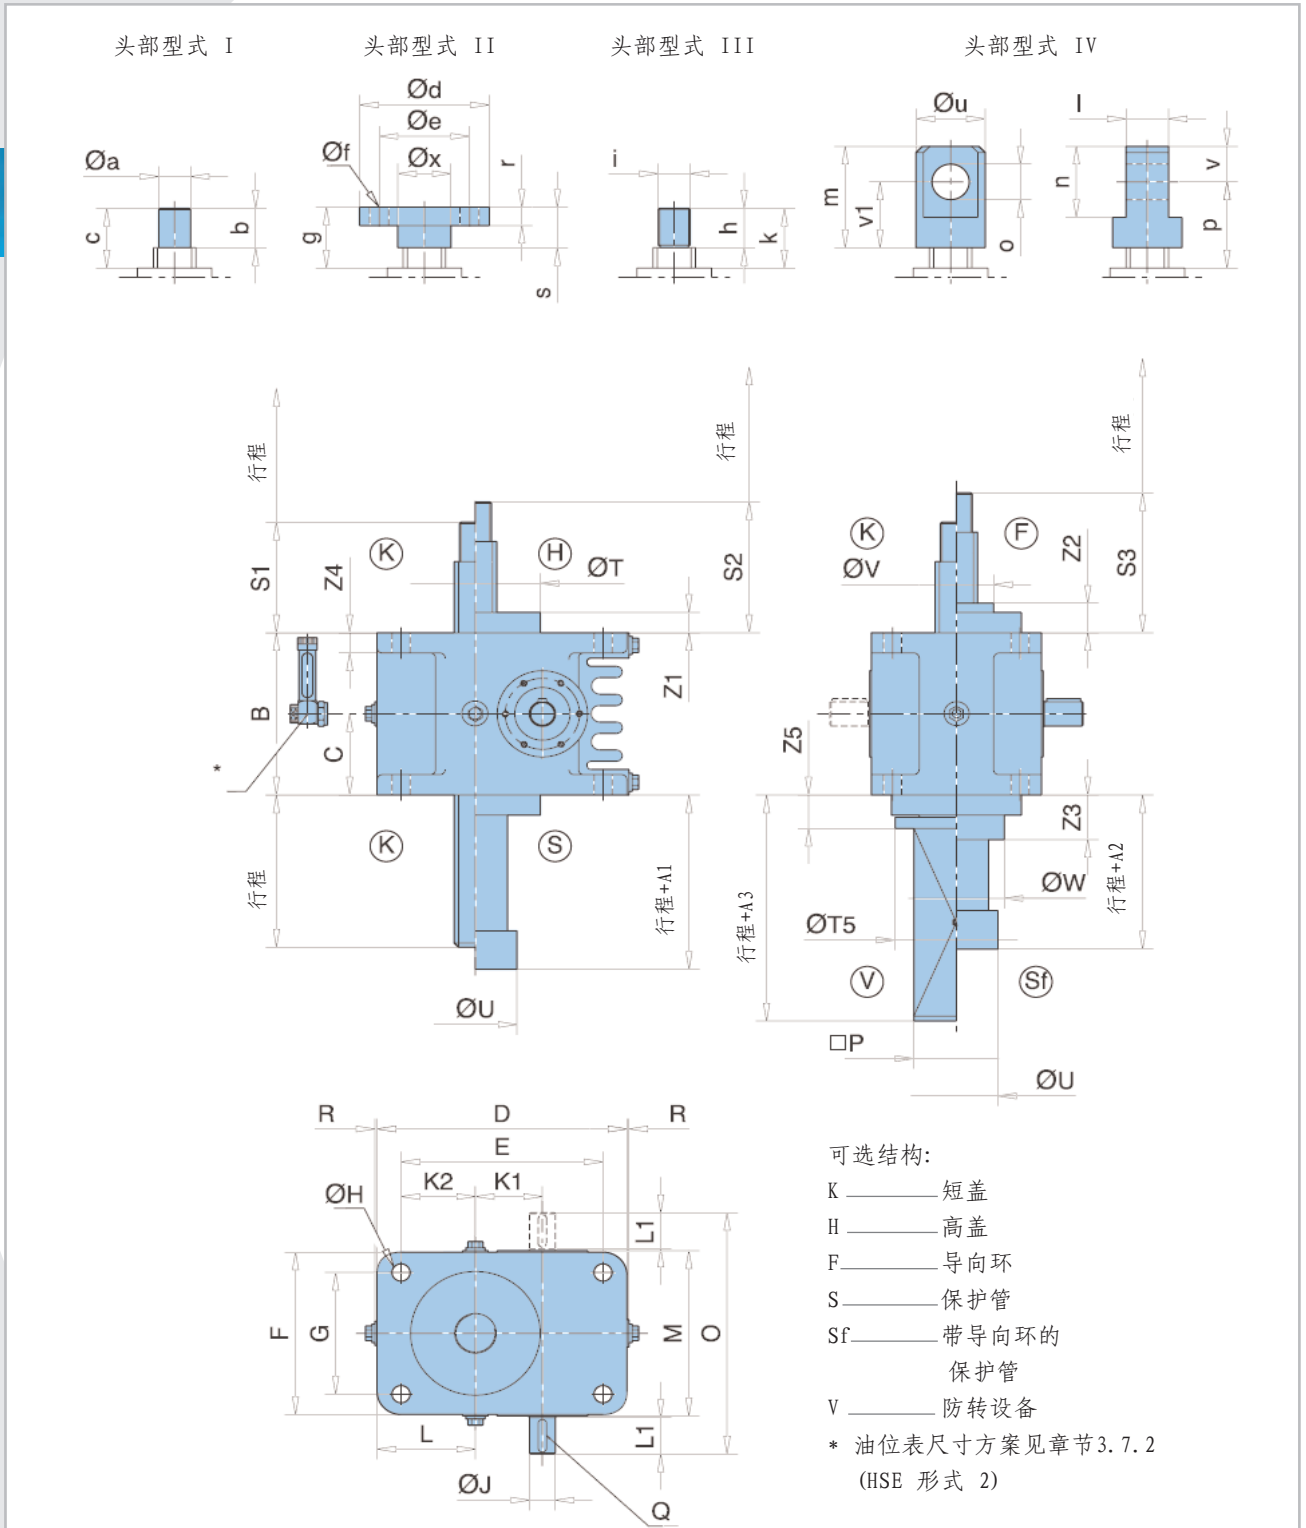 头部型式 I
头部型式 II
头部型式 III
头部型式 IV
Øa
c
b
Ød
Øe
Øf
Øx
r
g
s
i
h
k
Øu
m
v1
o
l
n
v
p
行程
S1
Z4
K
H
ØT
行程
S2
Z1
B
C
*
K
S
行程
行程+A1
ØU
行程
K
F
ØV
Z2
S3
Z5
Z3
行程+A3
行程+A2
ØW
ØT5
V
Sf
□P
ØU
R
D
R
E
K2
K1
ØH
L1
F
G
M
O
L
L1
ØJ
Q
可选结构:
K 短盖
H 高盖
F 导向环
S 保护管
Sf 带导向环的
保护管
V 防转设备
* 油位表尺寸方案见章节3.7.2
(HSE 形式 2)